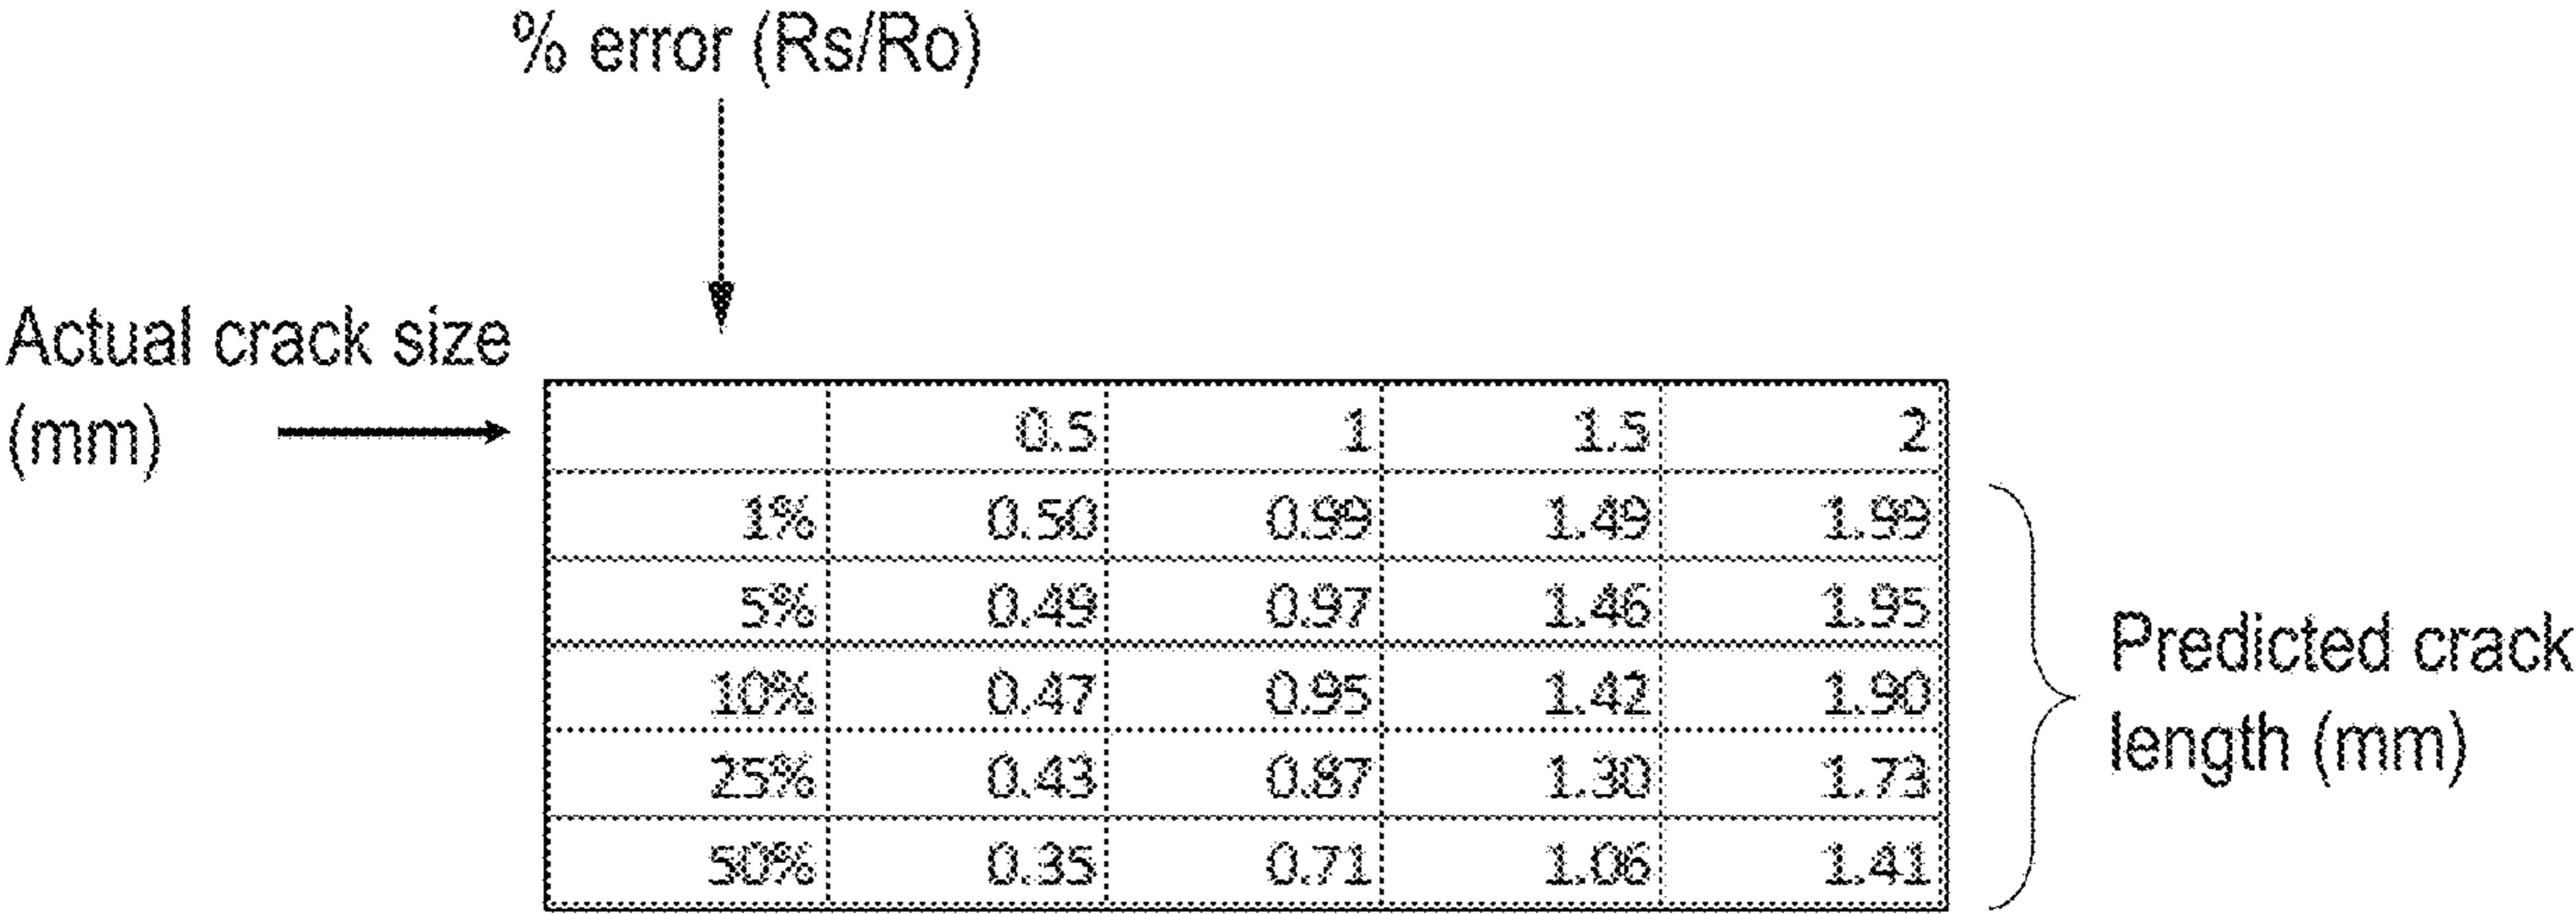 % error (Rs/Ro)
Actual crack size
(mm)
0.5 1 1.5 2
1% 0.50 0.99 1.49 1.99
5% 0.49 0.97 1.46 1.95
10% 0.47 0.95 1.42 1.90
25% 0.43 0.87 1.30 1.73
50% 0.35 0.71 1.06 1.41
Predicted crack
length (mm)